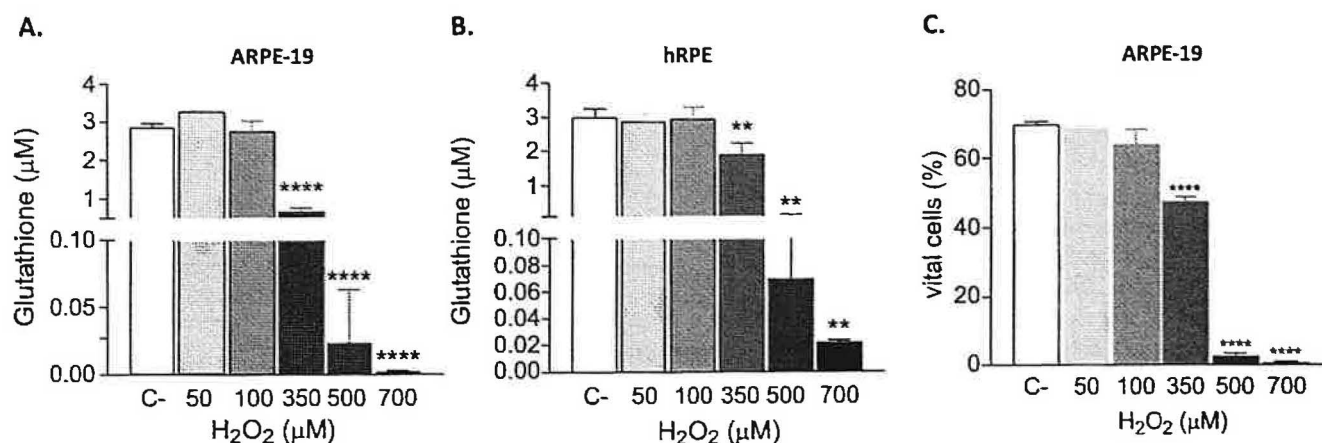 A.
ARPE-19
Glutathione (μM)
4
3
2
1
0.10
0.05
0.00
****
****
****
C- 50 100 350 500 700
H₂O₂ (μM)
B.
hRPE
Glutathione (μM)
4
3
2
1
0.10
0.08
0.06
0.04
0.02
0.00
**
**
**
C- 50 100 350 500 700
H₂O₂ (μM)
C.
ARPE-19
vital cells (%)
80
60
40
20
0
****
****
****
C- 50 100 350 500 700
H₂O₂ (μM)